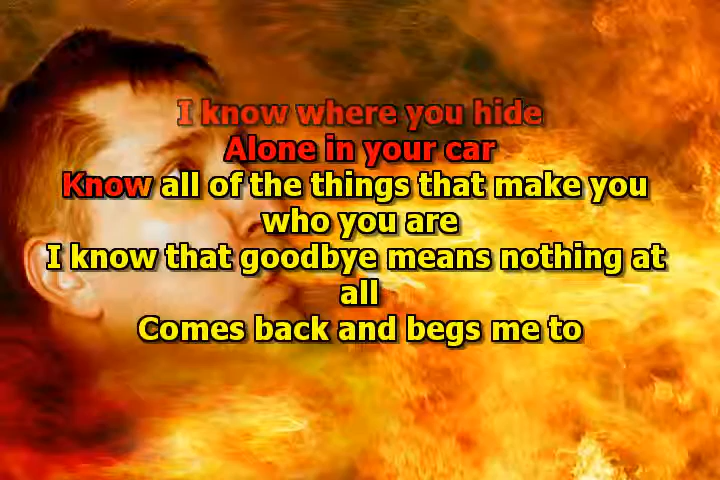 I know where you hide
Alone in your car
Know all of the things that make you
who you are
I know that goodbye means nothing at
all
Comes back and begs me to